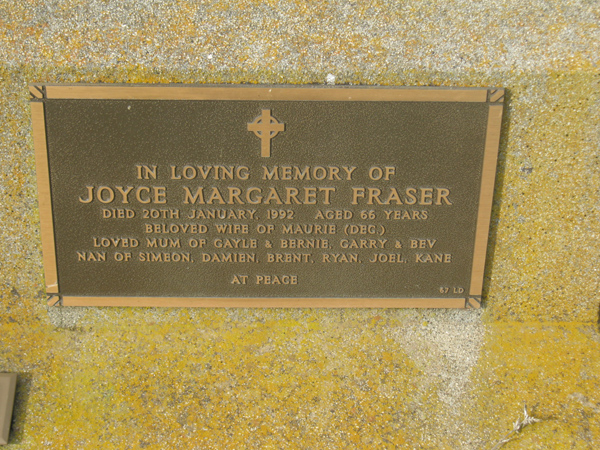 IN LOVING MEMORY OF
JOYCE MARGARET FRASER
DIED 20TH JANUARY, 1992 AGED 66 YEARS
BELOVED WIFE OF MAURIE (DEC.)
LOVED MUM OF GAYLE & BERNIE, GARRY & BEV
NAN OF SIMEON, DAMIEN, BRENT, RYAN, JOEL, KANE
AT PEACE
67 LD